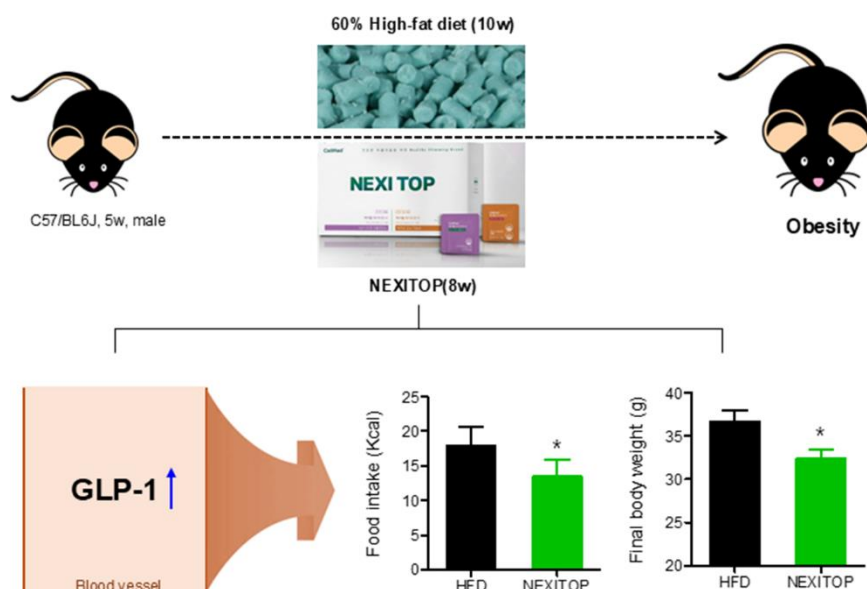 60% High-fat diet (10w)
NEXI TOP
C57/BL6J, 5w, male
Obesity
NEXITOP(8w)
GLP-1
Blood vessel
Food intake (Kcal)
25
20
15
10
5
0
*
HFD
NEXITOP
Final body weight (g)
40
35
30
25
20
*
HFD
NEXITOP